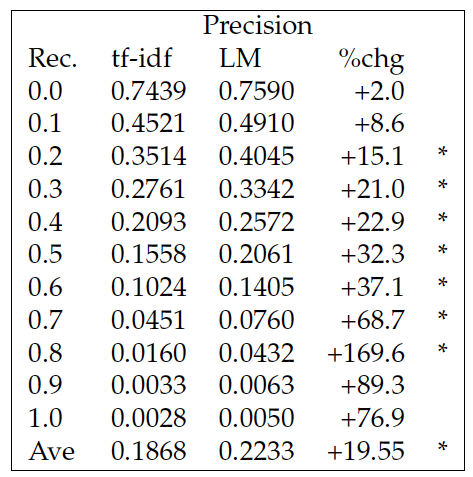 Precision
Rec. tf-idf LM %chg
0.0 0.7439 0.7590 +2.0
0.1 0.4521 0.4910 +8.6
0.2 0.3514 0.4045 +15.1 *
0.3 0.2761 0.3342 +21.0 *
0.4 0.2093 0.2572 +22.9 *
0.5 0.1558 0.2061 +32.3 *
0.6 0.1024 0.1405 +37.1 *
0.7 0.0451 0.0760 +68.7 *
0.8 0.0160 0.0432 +169.6 *
0.9 0.0033 0.0063 +89.3
1.0 0.0028 0.0050 +76.9
Ave 0.1868 0.2233 +19.55 *